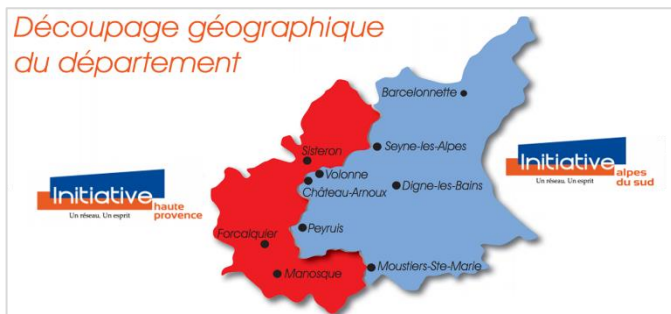 Découpage géographique
du département
Barcelonnette
Seyne-les-Alpes
Sisteron
Volonne
Château-Arnoux
Digne-les-Bains
Initiative
alpes
du sud
Un réseau, Un esprit
Initiative
haute
provence
Un réseau, Un esprit
Peyruis
Forcalquier
Manosque
Moustiers-Ste-Marie